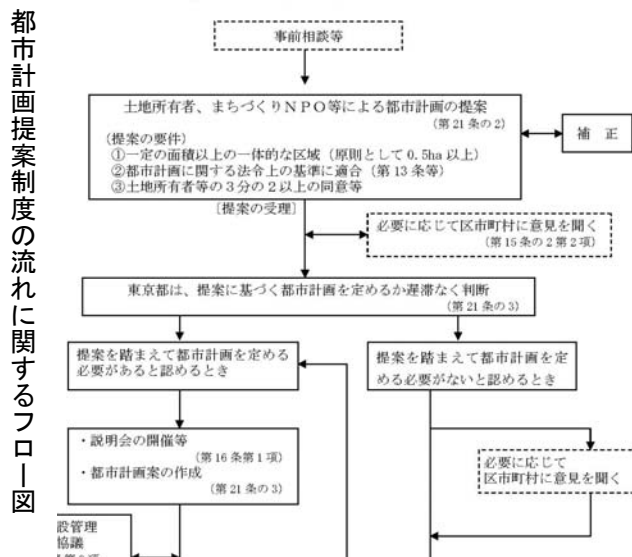 都市計画提案制度の流れに関するフロー図
事前相談等
土地所有者、まちづくりNPO等による都市計画の提案
(第21条の2)
(提案の要件)
①一定の面積以上の一体的な区域(原則として0.5ha以上)
②都市計画に関する法令上の基準に適合(第13条等)
③土地所有者等の3分の2以上の同意等
補正
[提案の受理]
必要に応じて区市町村に意見を聞く
(第15条の2第2項)
東京都は、提案に基づく都市計画を定めるか遅滞なく判断
(第21条の3)
提案を踏まえて都市計画を定める
必要があると認めるとき
提案を踏まえて都市計画を定
める必要がないと認めるとき
・説明会の開催等
(第16条第1項)
・都市計画案の作成
(第21条の3)
必要に応じて
区市町村に意見を聞く
設管理
協議